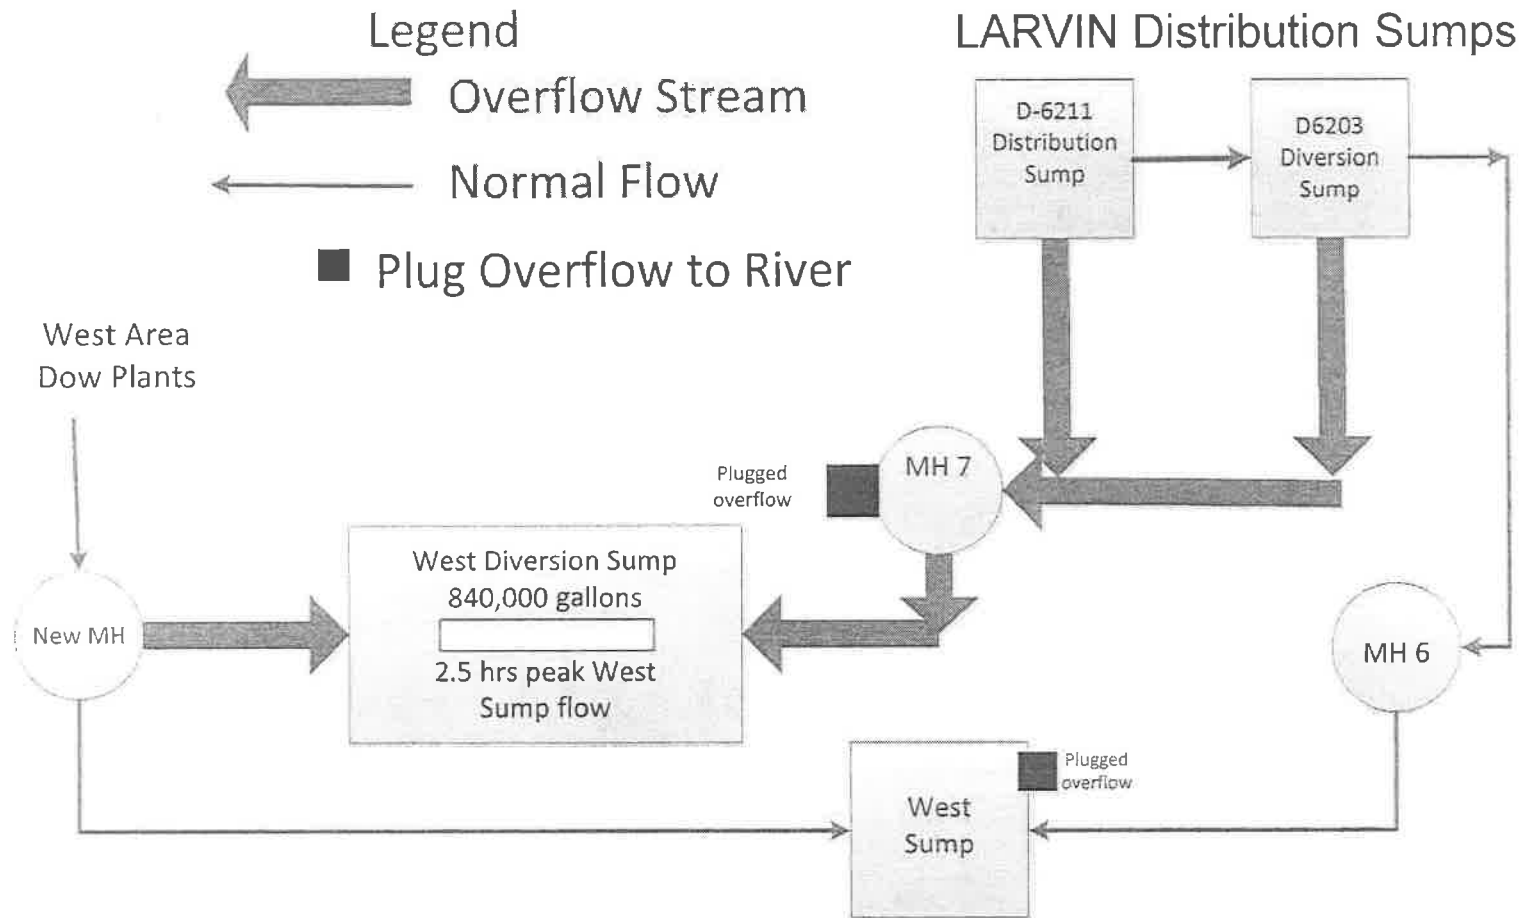 Legend
LARVIN Distribution Sumps
Overflow Stream
Normal Flow
Plug Overflow to River
D-6211
Distribution
Sump
D6203
Diversion
Sump
West Area
Dow Plants
Plugged
overflow
MH 7
New MH
West Diversion Sump
840,000 gallons
2.5 hrs peak West
Sump flow
MH 6
West
Sump
Plugged
overflow